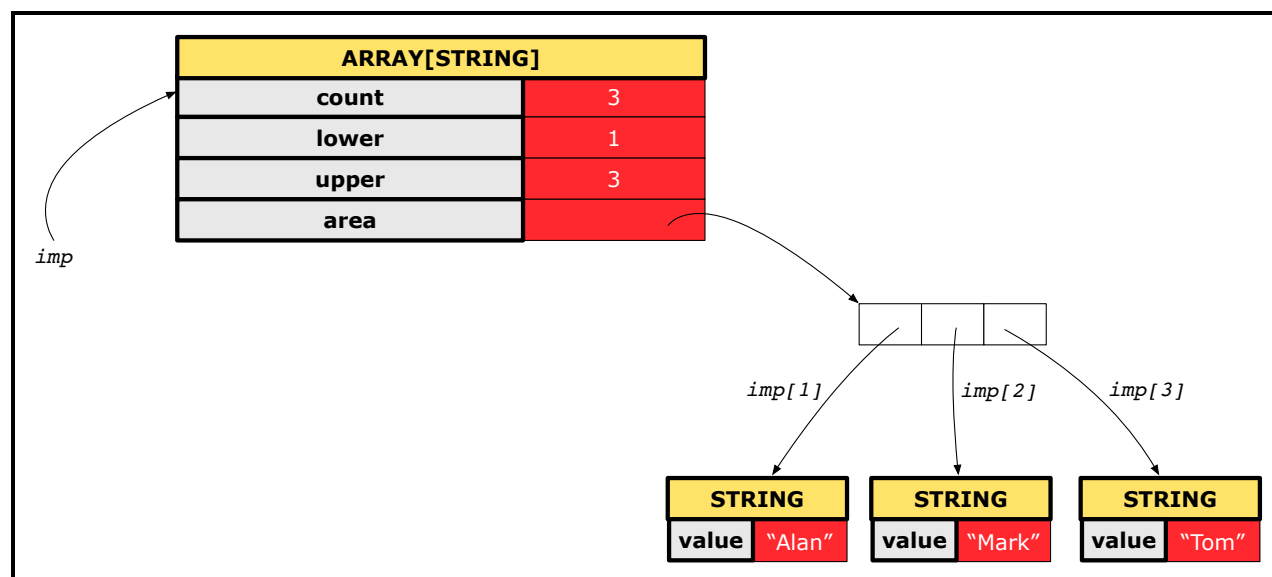 ARRAY[STRING]
count 3
lower 1
upper 3
area
imp
imp[1] imp[2] imp[3]
STRING STRING STRING
value “Alan” value “Mark” value “Tom”